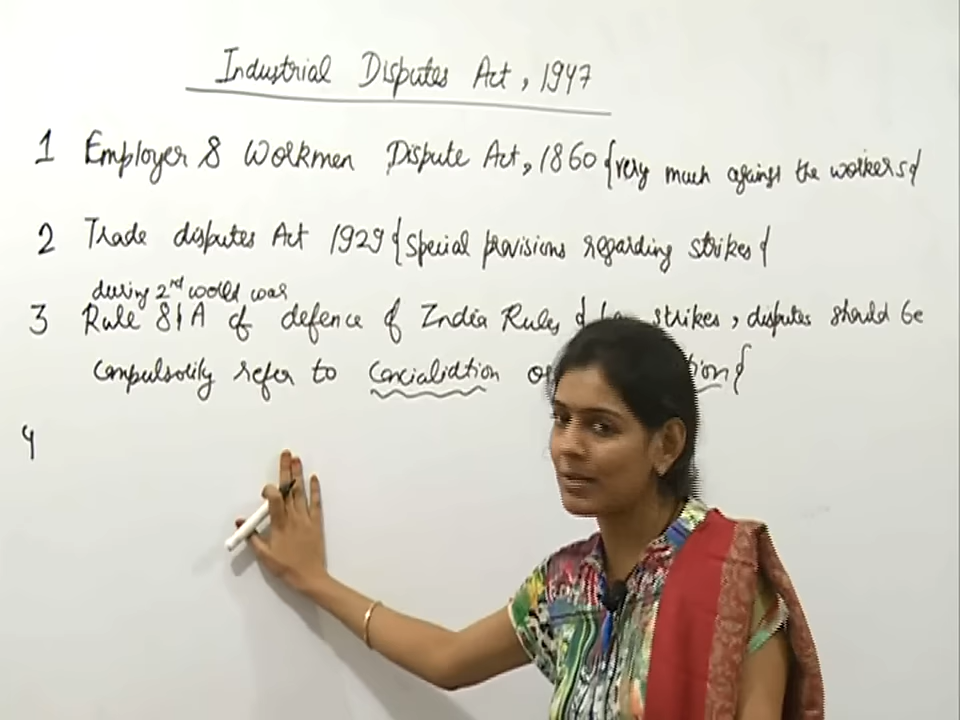 Industrial Disputes Act, 1947
1 Employer & Workmen Dispute Act, 1860 {very much against the workers{
2 Trade disputes Act 1929 {special provisions regarding strikes {
during 2nd world war
3 Rule 81 A of defence of India Rules { strikes, disputes should be
compulsorily refer to concialidtion
4